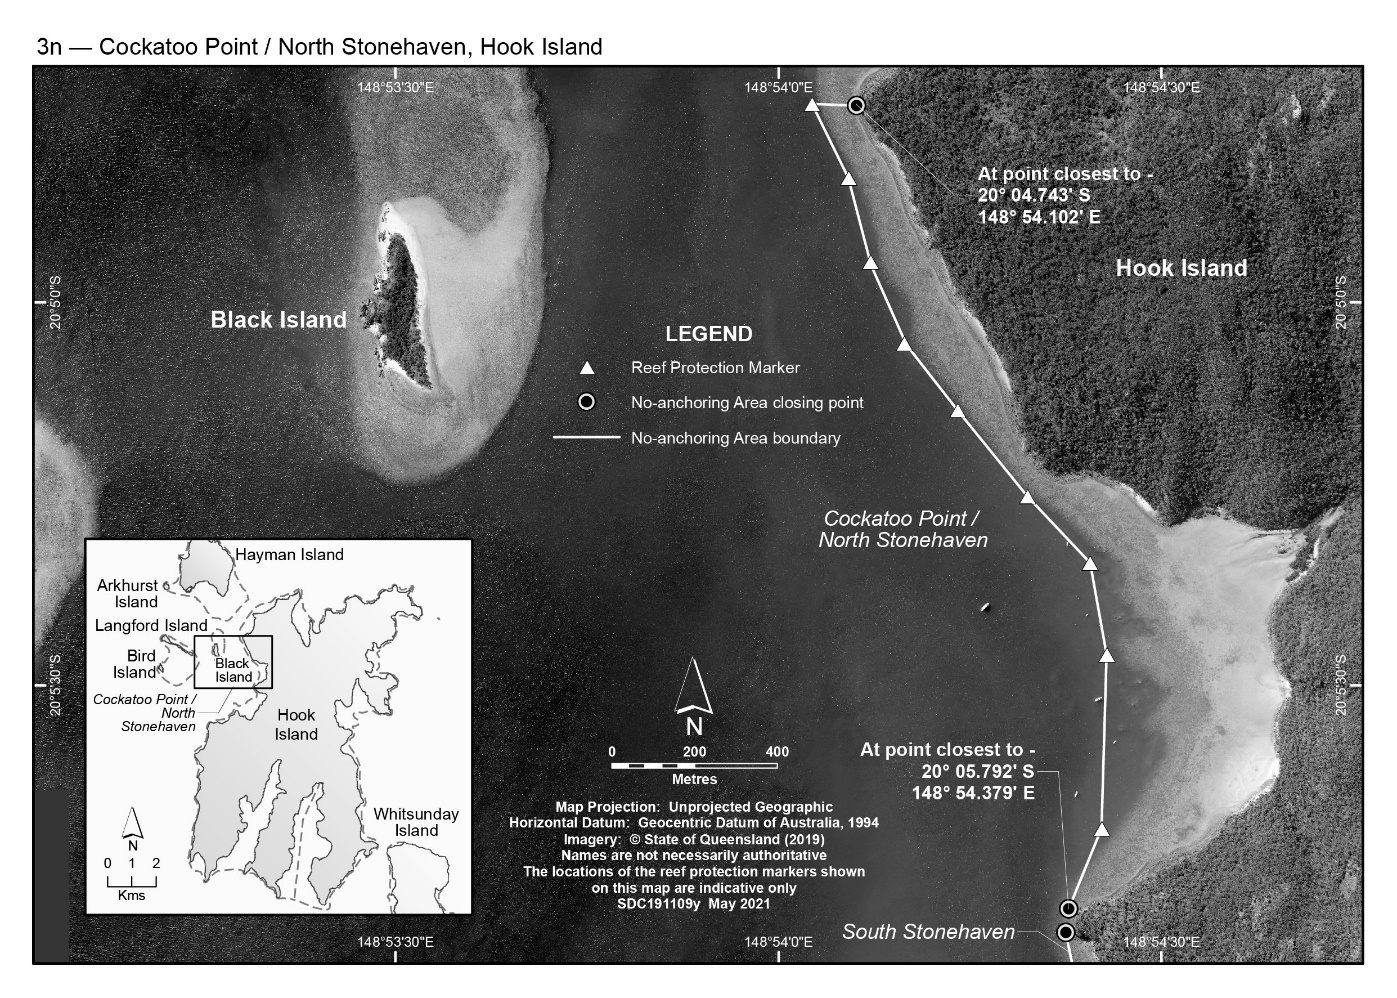 3n — Cockatoo Point / North Stonehaven, Hook Island
148°53'30"E
148°54'0"E
148°54'30"E
At point closest to -
20° 04.743' S
148° 54.102' E
Hook Island
20°5'0"S
20°5'0"S
Black Island
LEGEND
Reef Protection Marker
No-anchoring Area closing point
No-anchoring Area boundary
Cockatoo Point /
North Stonehaven
Hayman Island
Arkhurst
Island
Langford Island
Bird
Island
Black
Island
Cockatoo Point /
North
Stonehaven
Hook
Island
Whitsunday
Island
N
0 1 2
Kms
20°5'30"S
20°5'30"S
N
0 200 400
Metres
At point closest to -
20° 05.792' S
148° 54.379' E
Map Projection: Unprojected Geographic
Horizontal Datum: Geocentric Datum of Australia, 1994
Imagery: © State of Queensland (2019)
Names are not necessarily authoritative
The locations of the reef protection markers shown
on this map are indicative only
SDC191109y May 2021
South Stonehaven
148°53'30"E
148°54'0"E
148°54'30"E